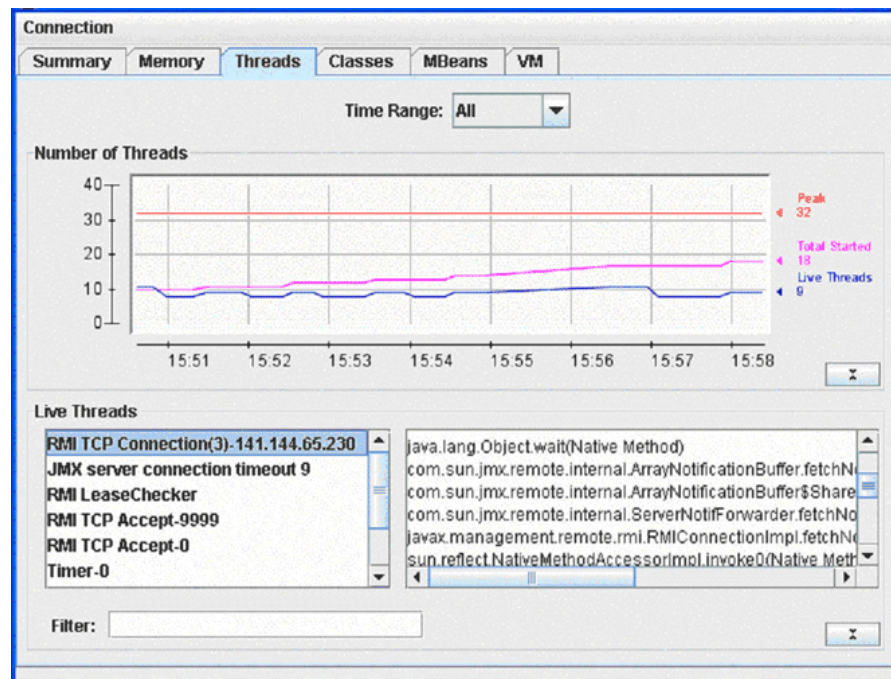 Connection
Summary Memory Threads Classes MBeans VM
Time Range: All
Number of Threads
40
30
20
10
0
Peak
32
Total Started
18
Live Threads
9
15:51 15:52 15:53 15:54 15:55 15:56 15:57 15:58
Live Threads
RMI TCP Connection(3)-141.144.65.230
JMX server connection timeout 9
RMI LeaseChecker
RMI TCP Accept-9999
RMI TCP Accept-0
Timer-0
java.lang.Object.wait(Native Method)
com.sun.jmx.remote.internal.ArrayNotificationBuffer.fetchN
com.sun.jmx.remote.internal.ArrayNotificationBuffer$Share
com.sun.jmx.remote.internal.ServerNotifForwarder.fetchNo
javax.management.remote.rmi.RMIConnectionImpl.fetchN
sun.reflect.NativeMethodAccessorImpl.invoke0(Native Meth
Filter: